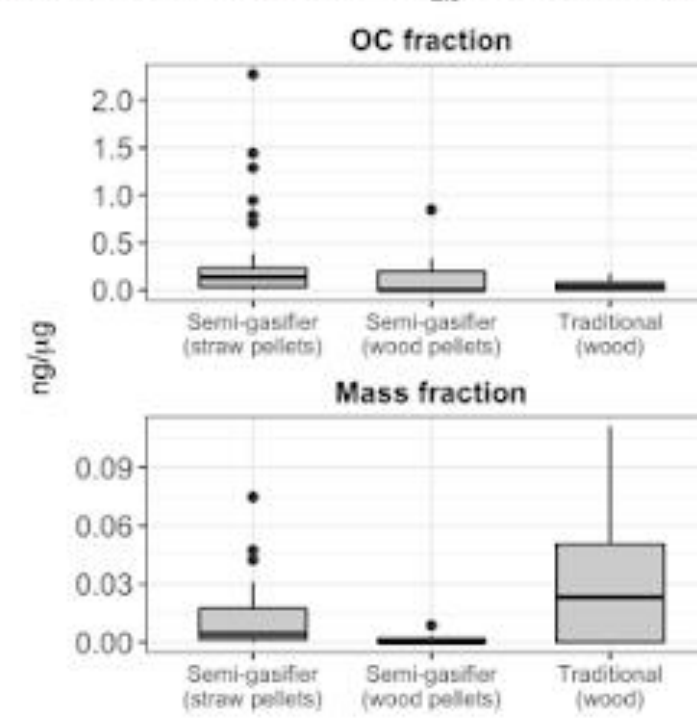 OC fraction
2.0
1.5
1.0
0.5
0.0
Semi-gasifier Semi-gasifier Traditional
(straw pellets) (wood pellets) (wood)
ng/μg
Mass fraction
0.09
0.06
0.03
0.00
Semi-gasifier Semi-gasifier Traditional
(straw pellets) (wood pellets) (wood)